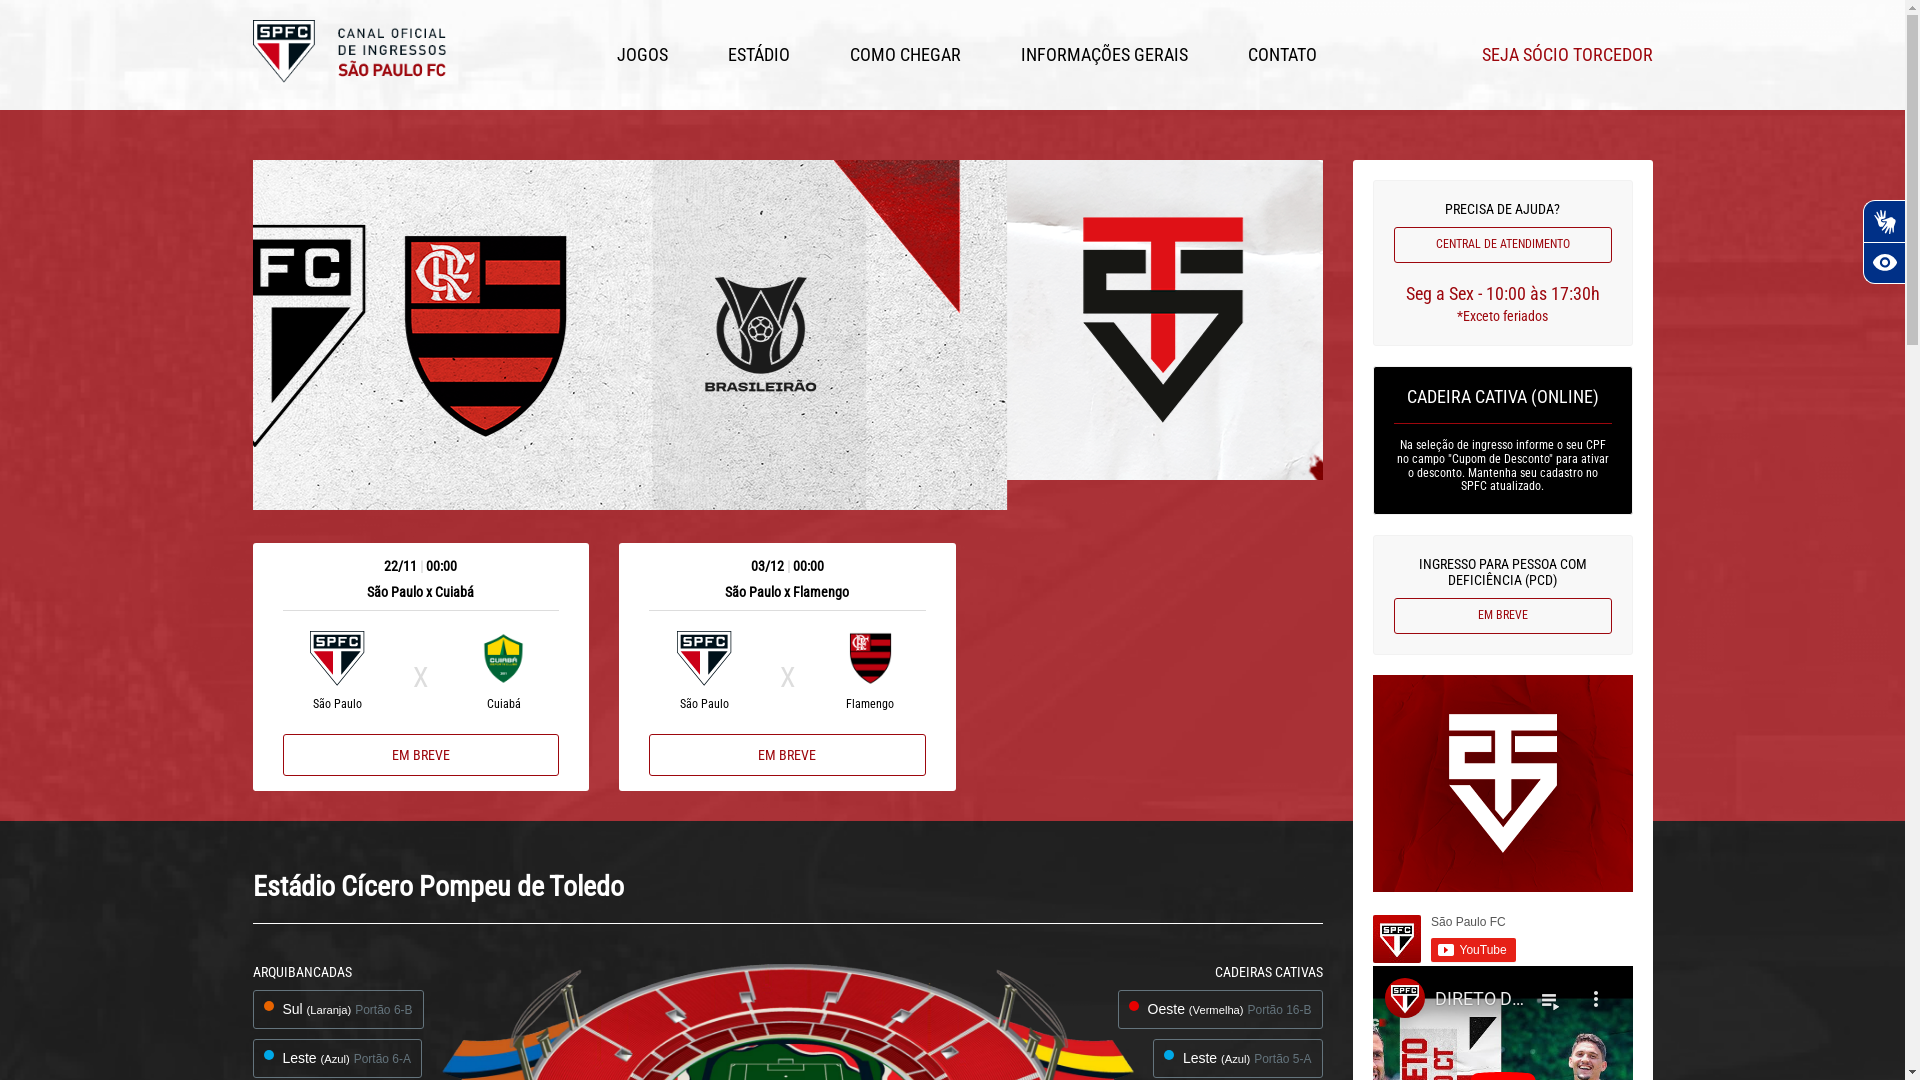 SPFC
CANAL OFICIAL
DE INGRESSOS
SÃO PAULO FC
JOGOS
ESTÁDIO
COMO CHEGAR
INFORMAÇÕES GERAIS
CONTATO
SEJA SÓCIO TORCEDOR
FC
CRF
BRASILEIRÃO
PRECISA DE AJUDA?
CENTRAL DE ATENDIMENTO
Seg a Sex - 10:00 às 17:30h
*Exceto feriados
CADEIRA CATIVA (ONLINE)
Na seleção de ingresso informe o seu CPF
no campo "Cupom de Desconto" para ativar
o desconto. Mantenha seu cadastro no
SPFC atualizado.
INGRESSO PARA PESSOA COM
DEFICIÊNCIA (PCD)
EM BREVE
22/11 | 00:00
São Paulo x Cuiabá
SPFC
X
CUIABÁ
São Paulo
Cuiabá
EM BREVE
03/12 | 00:00
São Paulo x Flamengo
SPFC
X
CRF
São Paulo
Flamengo
EM BREVE
São Paulo FC
SPFC
YouTube
SPFC
DIRETO D...
Estádio Cícero Pompeu de Toledo
ARQUIBANCADAS
Sul (Laranja) Portão 6-B
Leste (Azul) Portão 6-A
CADEIRAS CATIVAS
Oeste (Vermelha) Portão 16-B
Leste (Azul) Portão 5-A